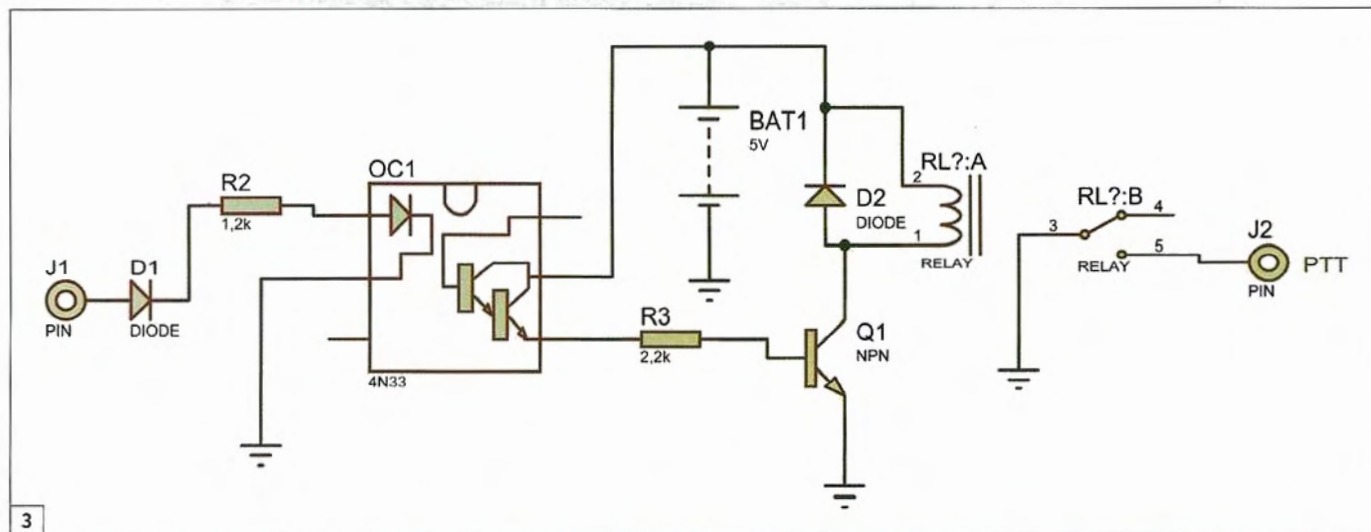 J1
PIN
D1
DIODE
R2
1,2k
OC1
4N33
R3
2,2k
BAT1
5V
D2
DIODE
Q1
NPN
RL?:A
2
1
RELAY
RL?:B
3
4
5
RELAY
J2
PIN
PTT
3